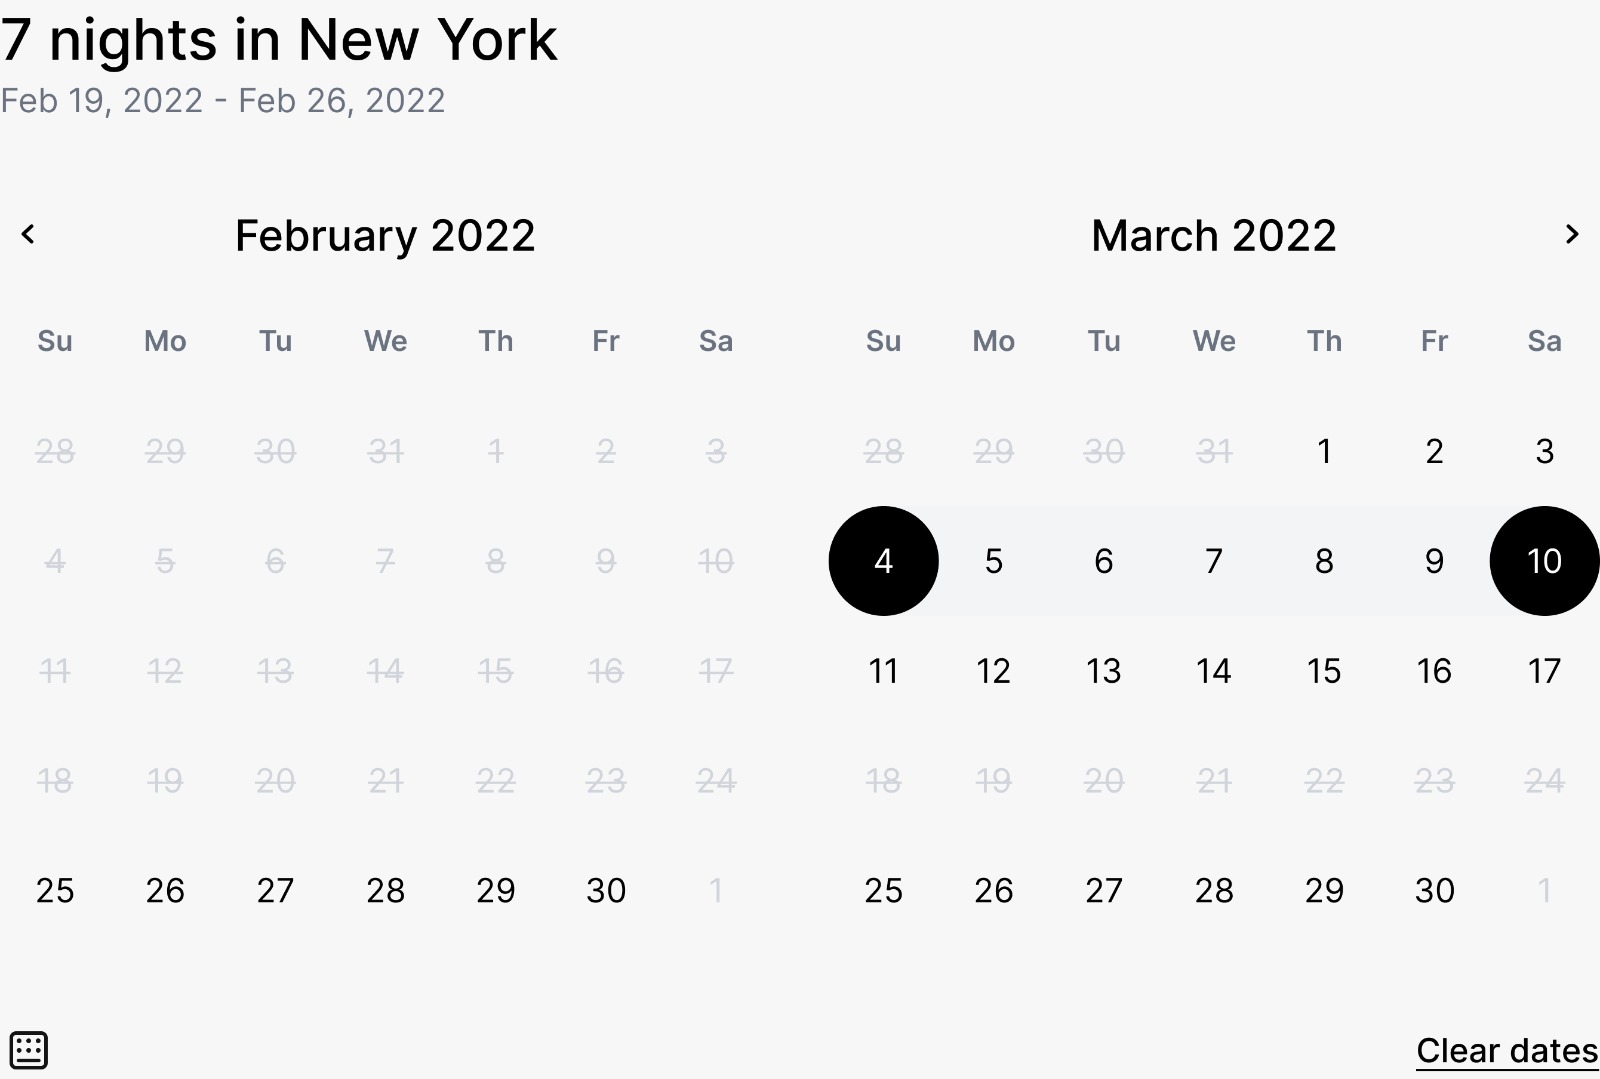 7 nights in New York
Feb 19, 2022 - Feb 26, 2022
February 2022
Su Mo Tu We Th Fr Sa
28 29 30 31 1 2 3
4 5 6 7 8 9 10
11 12 13 14 15 16 17
18 19 20 21 22 23 24
25 26 27 28 29 30 1
March 2022
Su Mo Tu We Th Fr Sa
28 29 30 31 1 2 3
4 5 6 7 8 9 10
11 12 13 14 15 16 17
18 19 20 21 22 23 24
25 26 27 28 29 30 1
Clear dates